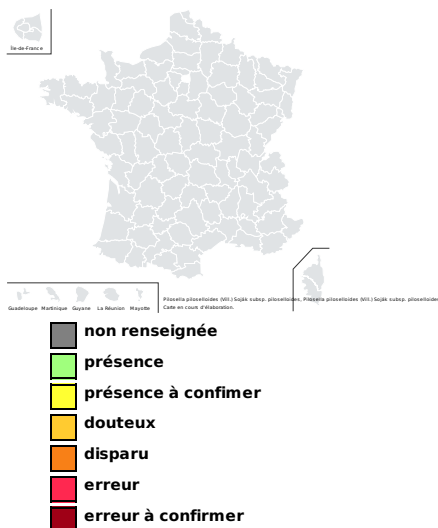 Île-de-France
Guadeloupe Martinique Guyane La Réunion Mayotte
Pilosella piloselloides (Vill.) Soják subsp. piloselloides, Pilosella piloselloides (Vill.) Soják subsp. piloselloides
Carte en cours d'élaboration.
non renseignée
présence
présence à confimer
douteux
disparu
erreur
erreur à confirmer